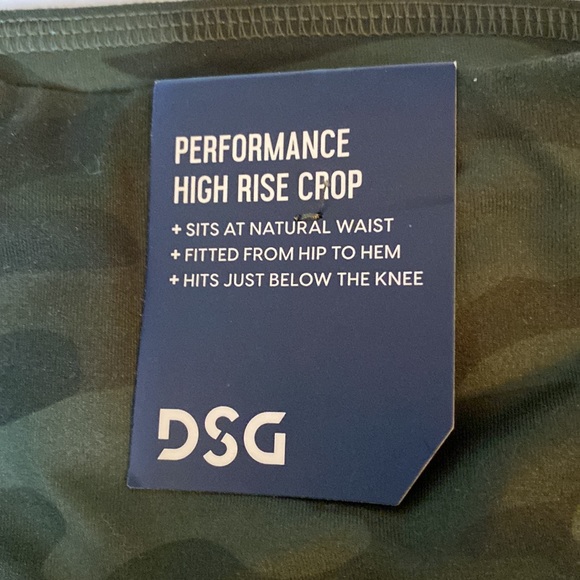 PERFORMANCE
HIGH RISE CROP
+ SITS AT NATURAL WAIST
+ FITTED FROM HIP TO HEM
+ HITS JUST BELOW THE KNEE
DSG